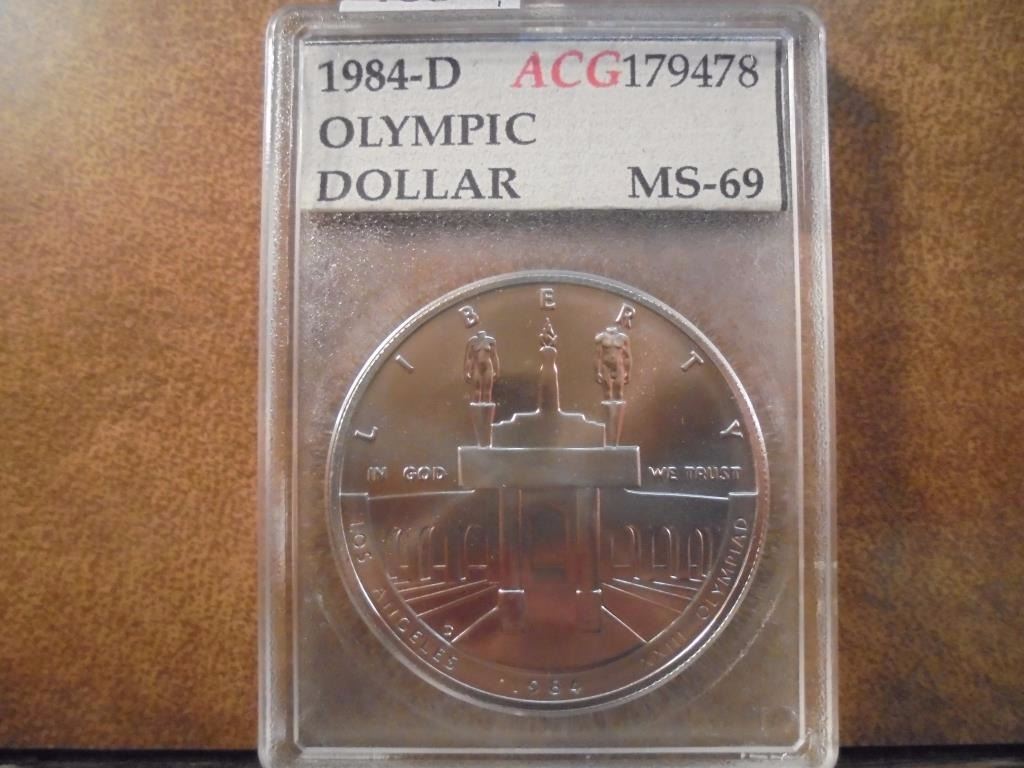 1984-D ACG179478
OLYMPIC
DOLLAR MS-69
LIBERTY
IN GOD WE TRUST
LOS ANGELES XXIII OLYMPIAD
D
1984